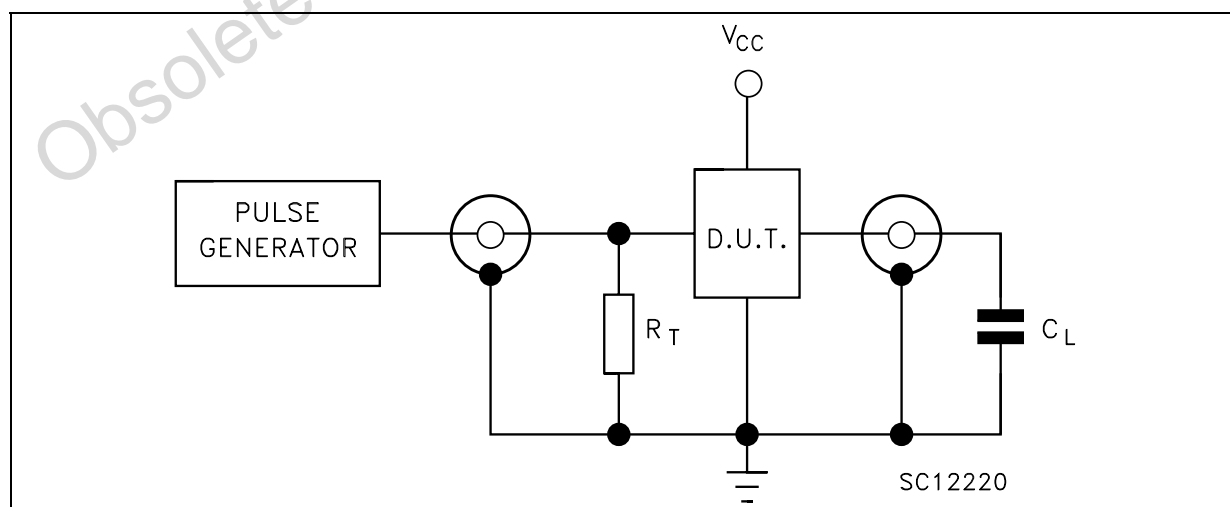 Obsolete
VCC
PULSE
GENERATOR
D.U.T.
RT
CL
SC12220